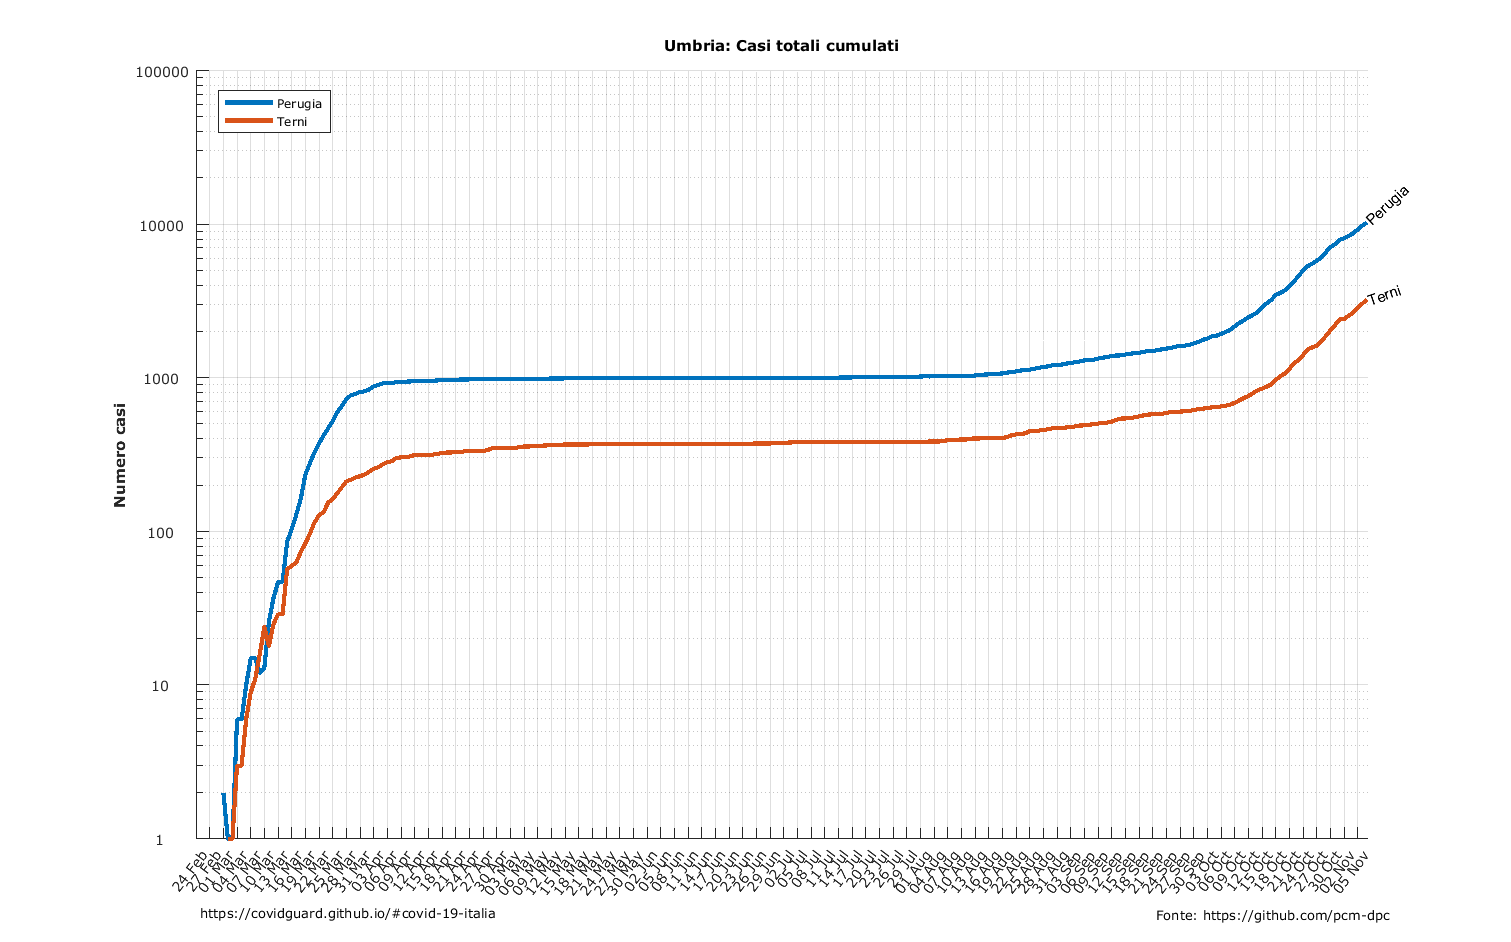 Umbria: Casi totali cumulati
100000
10000
1000
100
10
1
Numero casi
Perugia
Terni
Perugia
Terni
24 Feb
27 Feb
01 Mar
04 Mar
07 Mar
10 Mar
13 Mar
16 Mar
19 Mar
22 Mar
25 Mar
28 Mar
31 Mar
03 Apr
06 Apr
09 Apr
12 Apr
15 Apr
18 Apr
21 Apr
24 Apr
27 Apr
30 Apr
03 May
06 May
09 May
12 May
15 May
18 May
21 May
24 May
27 May
30 May
02 Jun
05 Jun
08 Jun
11 Jun
14 Jun
17 Jun
20 Jun
23 Jun
26 Jun
29 Jun
02 Jul
05 Jul
08 Jul
11 Jul
14 Jul
17 Jul
20 Jul
23 Jul
26 Jul
29 Jul
01 Aug
04 Aug
07 Aug
10 Aug
13 Aug
16 Aug
19 Aug
22 Aug
25 Aug
28 Aug
31 Aug
03 Sep
06 Sep
09 Sep
12 Sep
15 Sep
18 Sep
21 Sep
24 Sep
27 Sep
30 Sep
03 Oct
06 Oct
09 Oct
12 Oct
15 Oct
18 Oct
21 Oct
24 Oct
27 Oct
30 Oct
02 Nov
05 Nov
https://covidguard.github.io/#covid-19-italia
Fonte: https://github.com/pcm-dpc